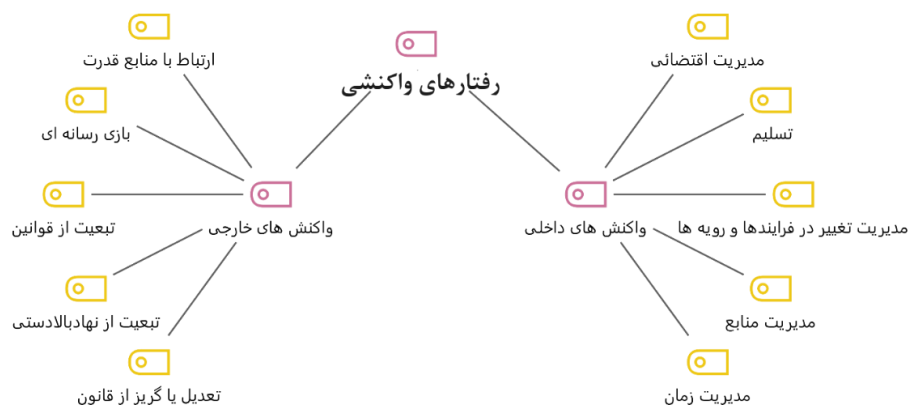 رفتارهای واکنشی
مدیریت اقتضائی
تسلیم
مدیریت تغییر در فرایندها و رویه ها
واکنش های داخلی
مدیریت منابع
مدیریت زمان
ارتباط با منابع قدرت
بازی رسانه ای
واکنش های خارجی
تبعیت از قوانین
تبعیت از نهادبالادستی
تعدیل یا گریز از قانون